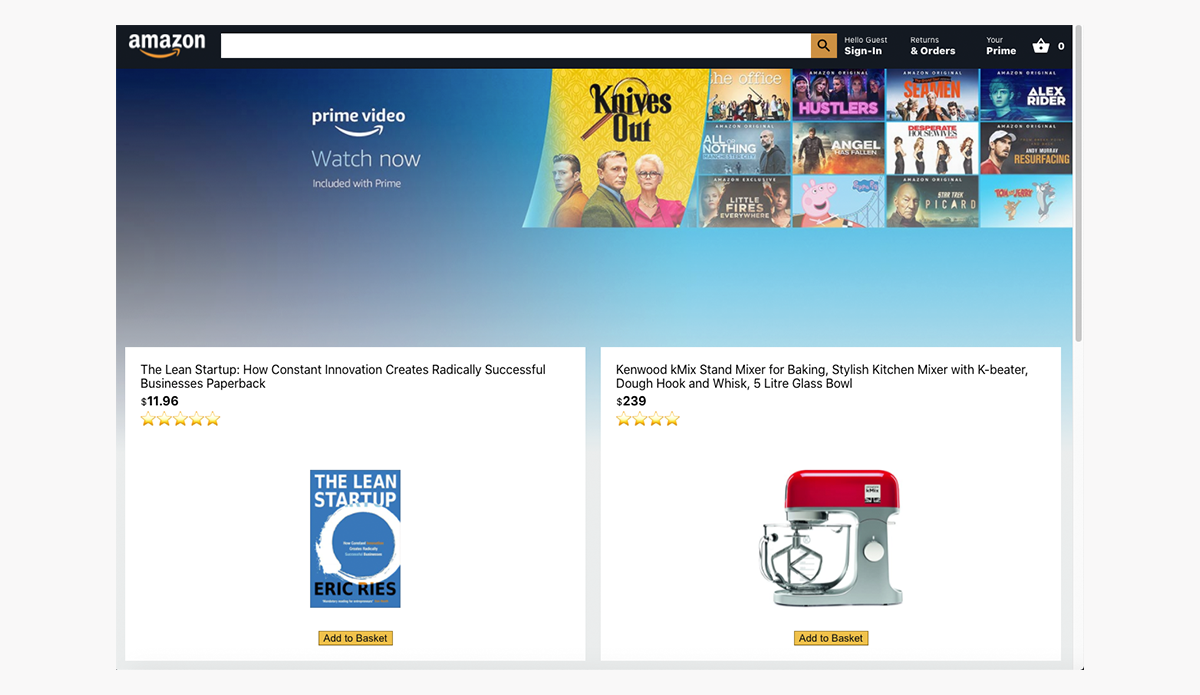 amazon
Hello Guest
Sign-In
Returns
& Orders
Your
Prime
0
prime video
Watch now
Included with Prime
Knives
Out
the office
AMAZON ORIGINAL
HUSTLERS
AMAZON ORIGINAL
SEAMEN
AMAZON ORIGINAL
ALEX
RIDER
AMAZON ORIGINAL
ALL OR
NOTHING
MANCHESTER CITY
ANGEL
HAS FALLEN
DESPERATE
HOUSEWIVES
AMAZON ORIGINAL
ANDY MURRAY
RESURFACING
AMAZON EXCLUSIVE
LITTLE
FIRES
EVERYWHERE
Peppa Pig
AMAZON ORIGINAL
STAR TREK
PICARD
TOM AND JERRY
The Lean Startup: How Constant Innovation Creates Radically Successful
Businesses Paperback
$11.96
THE LEAN
STARTUP
How Constant Innovation
Creates Radically
Successful Businesses
ERIC RIES
Add to Basket
Kenwood kMix Stand Mixer for Baking, Stylish Kitchen Mixer with K-beater,
Dough Hook and Whisk, 5 Litre Glass Bowl
$239
kMix
K
Add to Basket